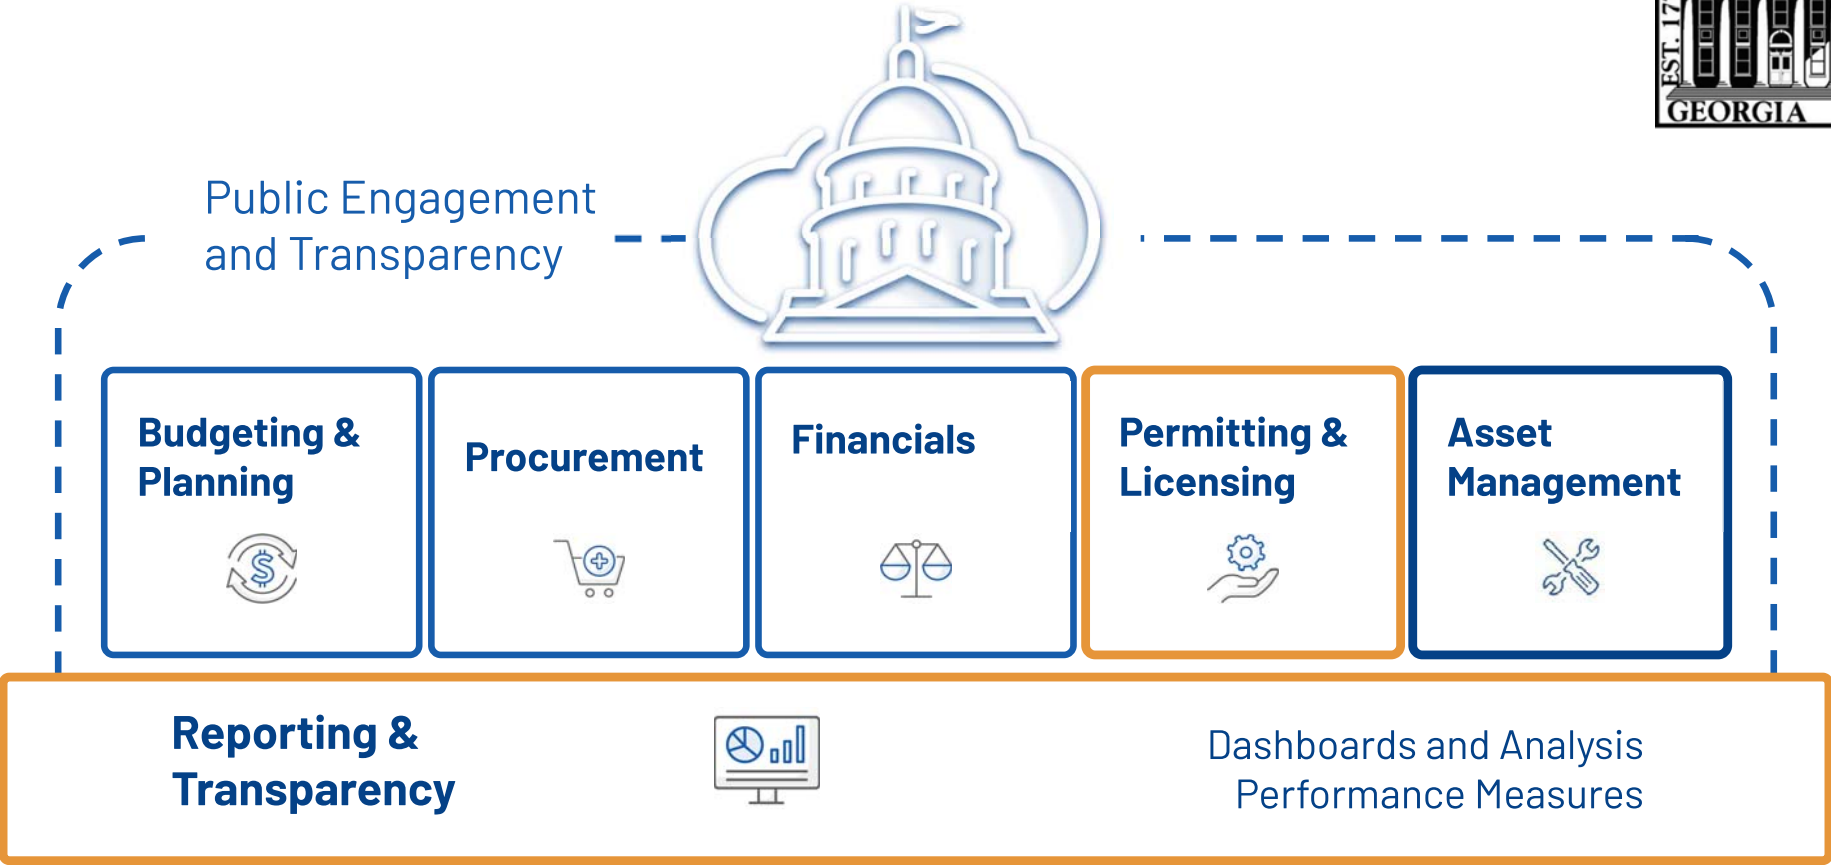 EST. 17
GEORGIA
Public Engagement
and Transparency
Budgeting &
Planning
Procurement
Financials
Permitting &
Licensing
Asset
Management
Reporting &
Transparency
Dashboards and Analysis
Performance Measures